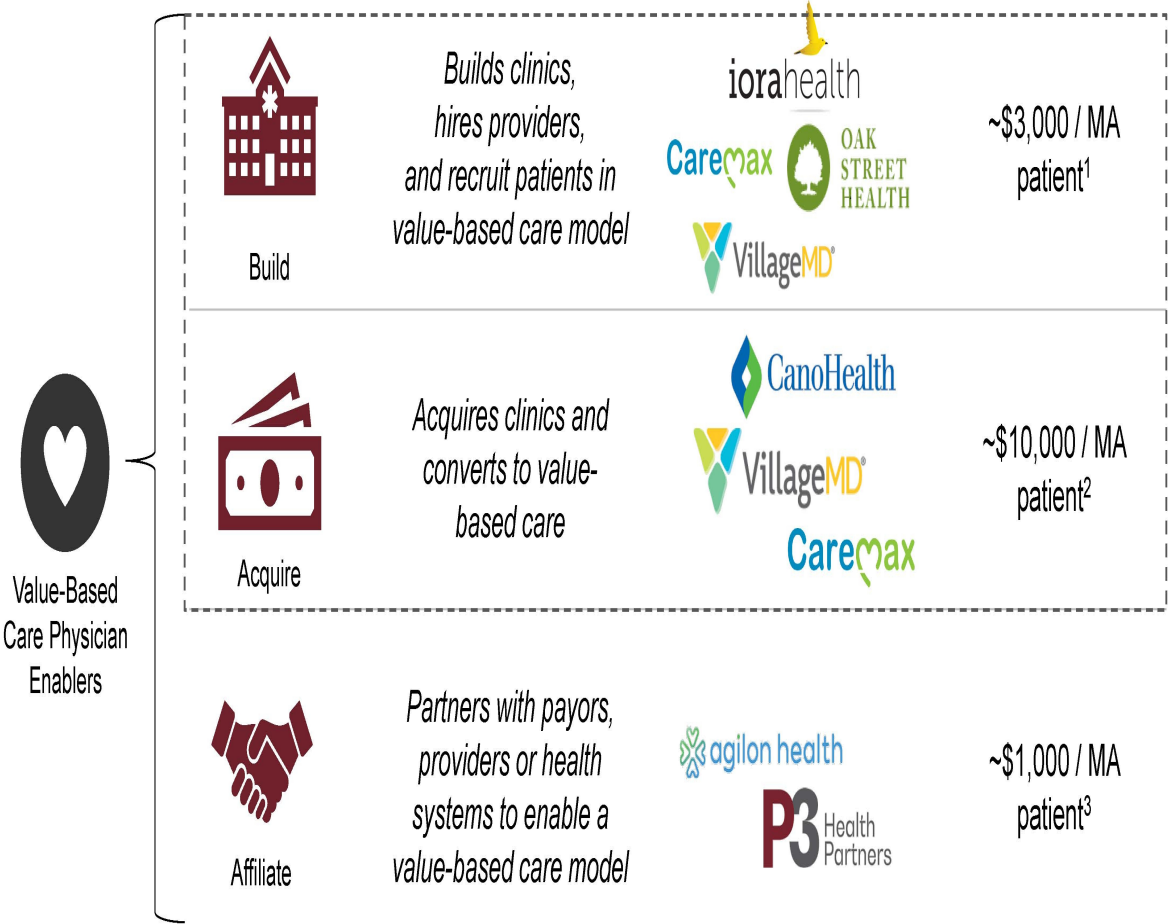 Value-Based
Care Physician
Enablers
Build
Builds clinics,
hires providers,
and recruit patients in
value-based care model
iorahealth
Caremax
OAK
STREET
HEALTH
VillageMD®
~$3,000 / MA
patient1
Acquire
Acquires clinics and
converts to value-
based care
CanoHealth
VillageMD®
Caremax
~$10,000 / MA
patient2
Affiliate
Partners with payors,
providers or health
systems to enable a
value-based care model
agilon health
P3 Health
Partners
~$1,000 / MA
patient3